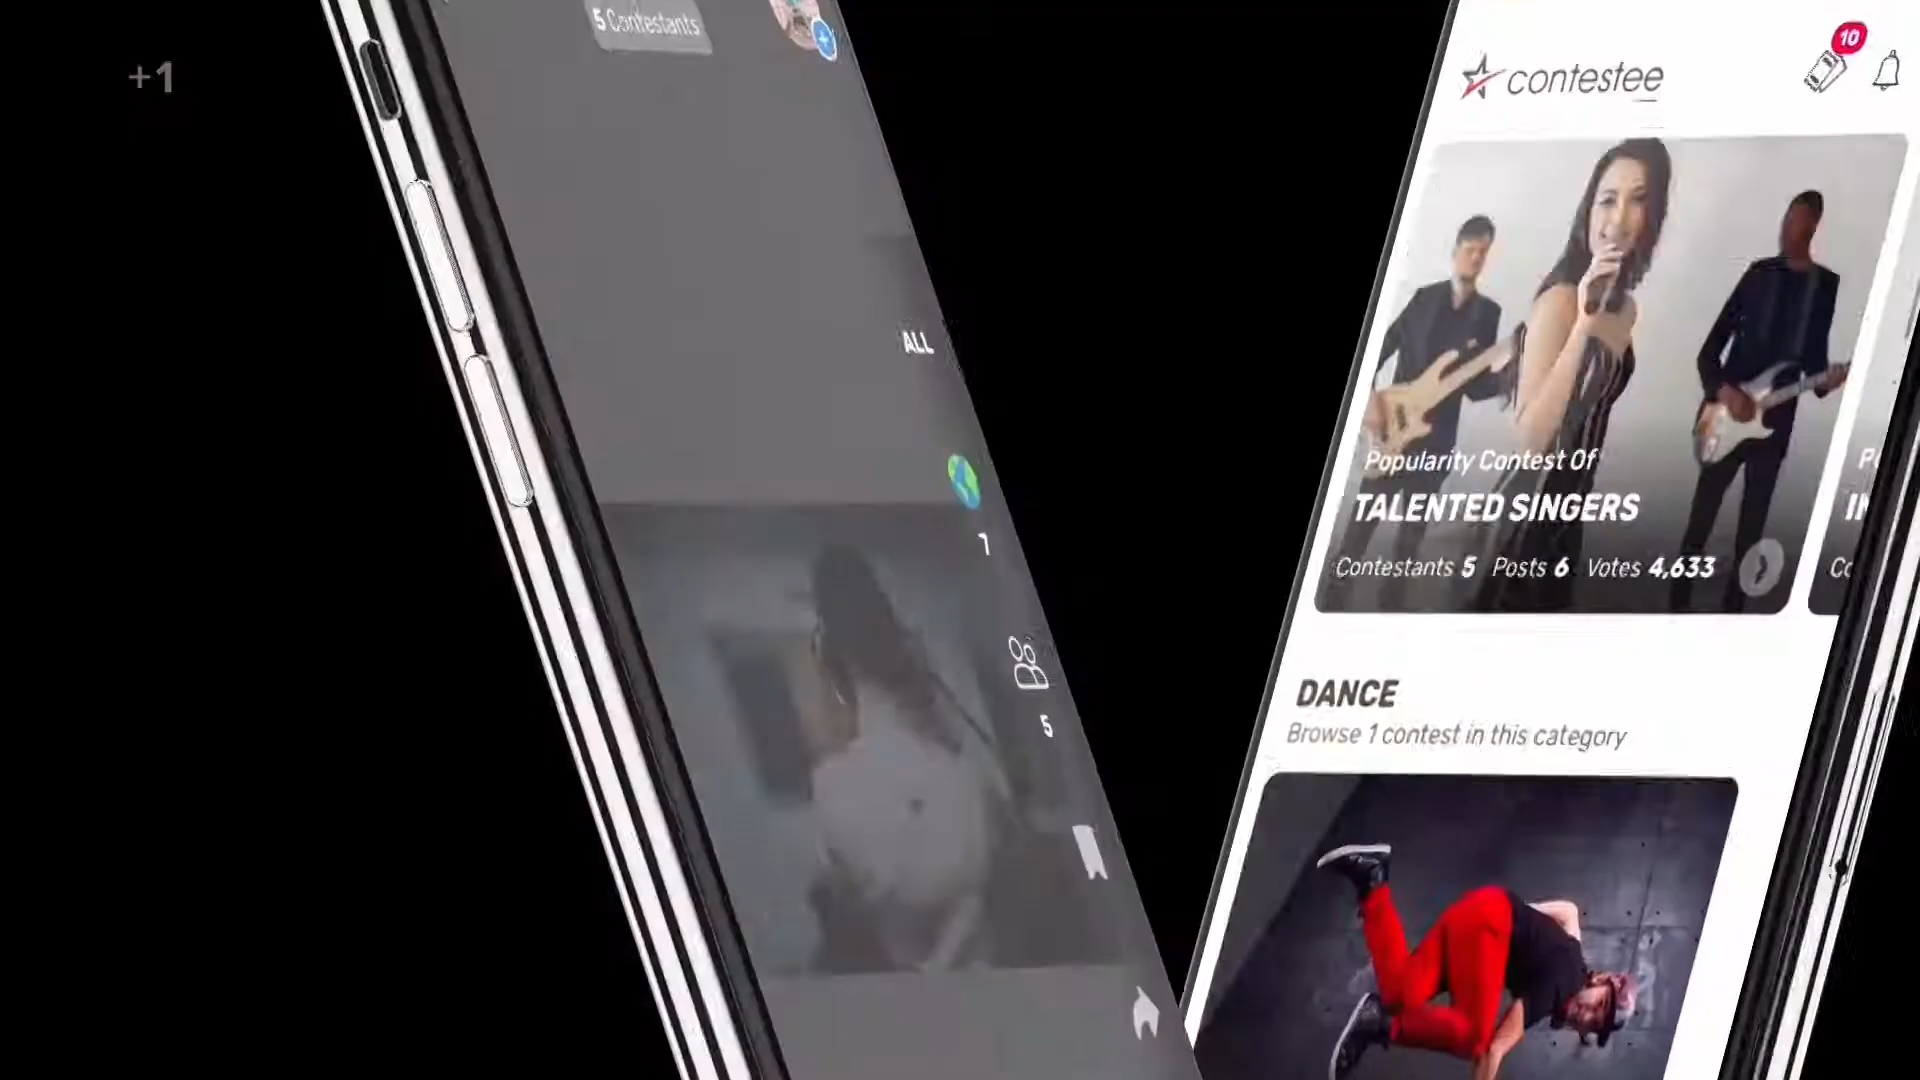 +1
5 Contestants
ALL
1
5
contestee
10
Popularity Contest Of
TALENTED SINGERS
Contestants 5 Posts 6 Votes 4,633
DANCE
Browse 1 contest in this category